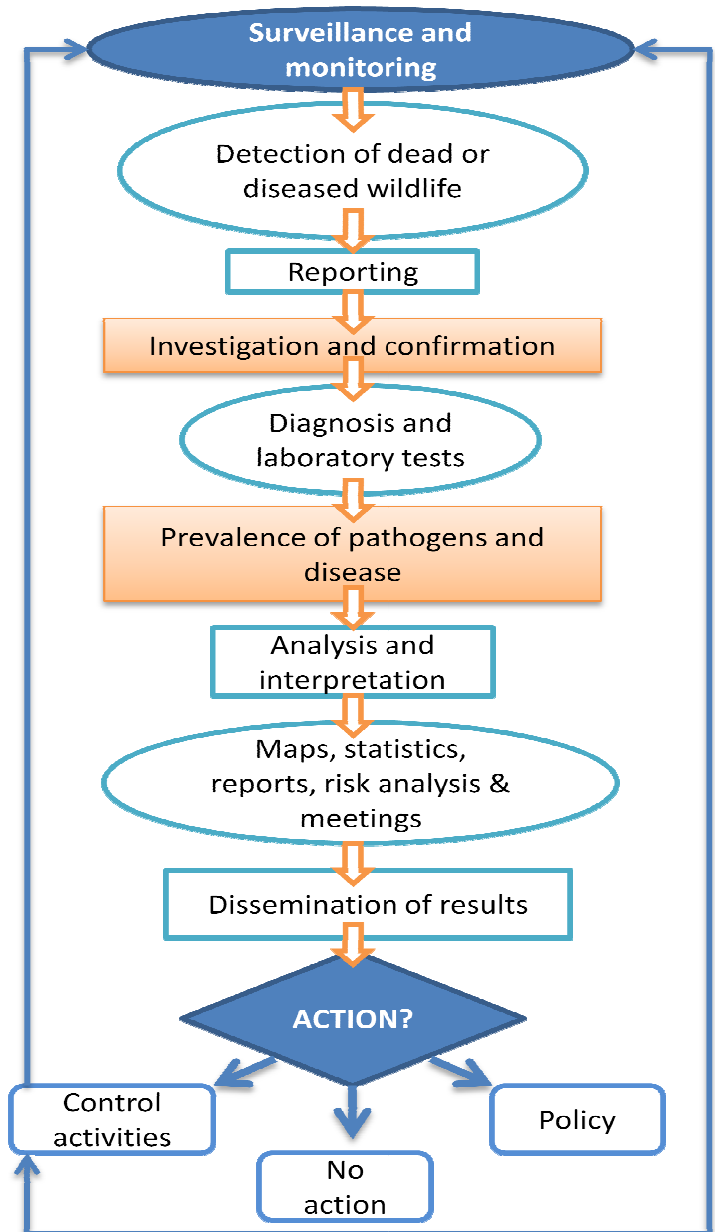 Surveillance and
monitoring
Detection of dead or
diseased wildlife
Reporting
Investigation and confirmation
Diagnosis and
laboratory tests
Prevalence of pathogens and
disease
Analysis and
interpretation
Maps, statistics,
reports, risk analysis &
meetings
Dissemination of results
ACTION?
Control
activities
No
action
Policy